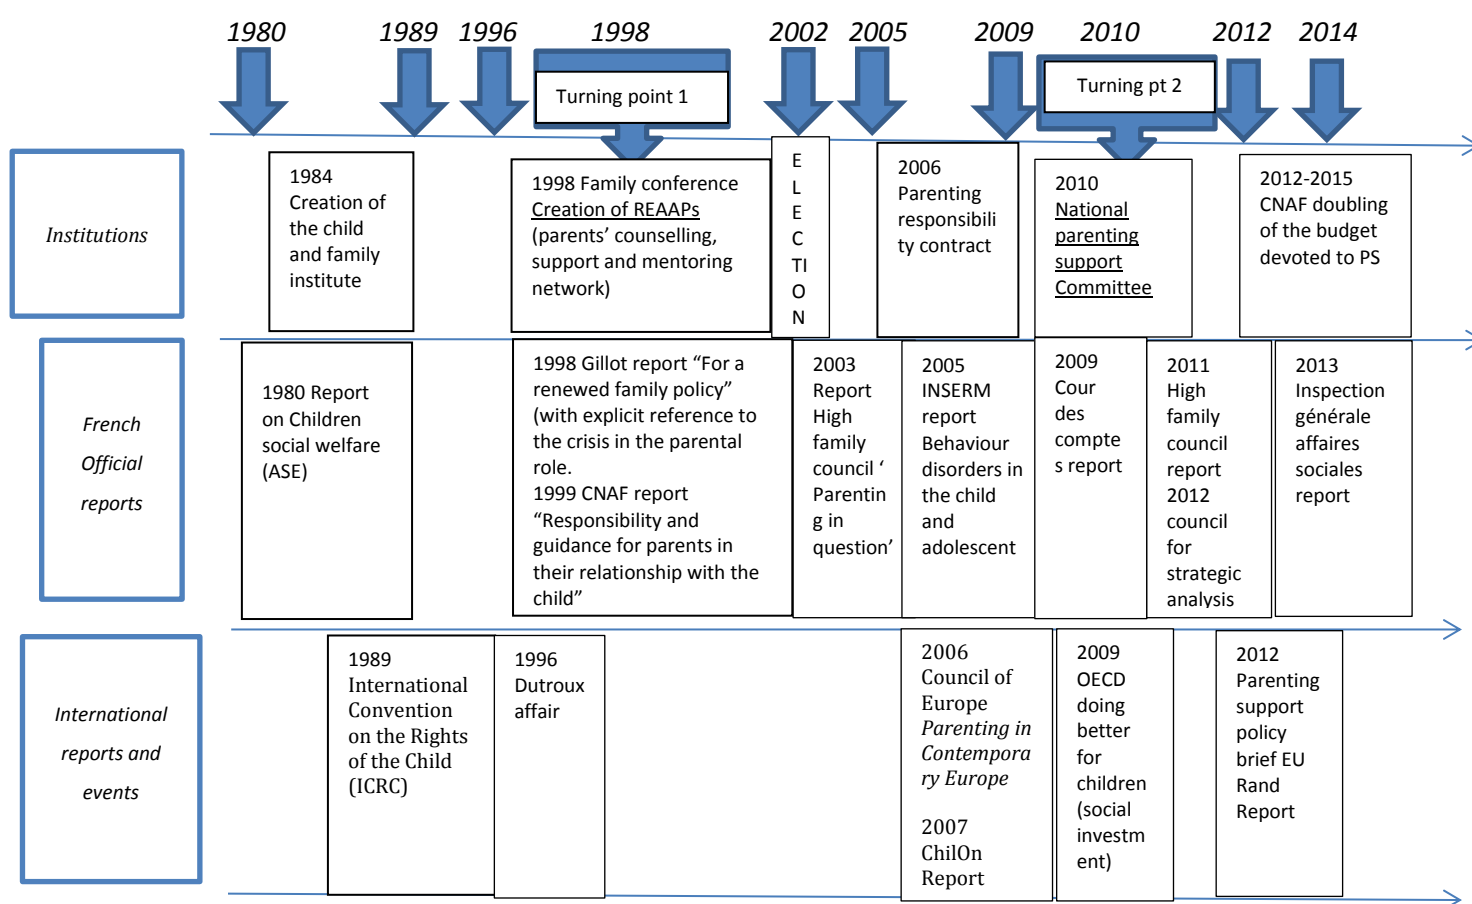 1980 1989 1996 1998 2002 2005 2009 2010 2012 2014
Turning point 1
Turning pt 2
Institutions
1984
Creation of
the child
and family
institute
1998 Family conference
Creation of REAAPs
(parents’ counselling,
support and mentoring
network)
E
L
E
C
TI
O
N
2006
Parenting
responsibili
ty contract
2010
National
parenting
support
Committee
2012-2015
CNAF doubling
of the budget
devoted to PS
French
Official
reports
1980 Report
on Children
social welfare
(ASE)
1998 Gillot report “For a
renewed family policy”
(with explicit reference to
the crisis in the parental
role.
1999 CNAF report
“Responsibility and
guidance for parents in
their relationship with the
child”
2003
Report
High
family
council ‘
Parentin
g in
question’
2005
INSERM
report
Behaviour
disorders in
the child
and
adolescent
2009
Cour
des
compte
s report
2011
High
family
council
report
2012
council
for
strategic
analysis
2013
Inspection
générale
affaires
sociales
report
International
reports and
events
1989
International
Convention
on the Rights
of the Child
(ICRC)
1996
Dutroux
affair
2006
Council of
Europe
Parenting in
Contempora
ry Europe
2007
ChilOn
Report
2009
OECD
doing
better
for
children
(social
investm
ent)
2012
Parenting
support
policy
brief EU
Rand
Report